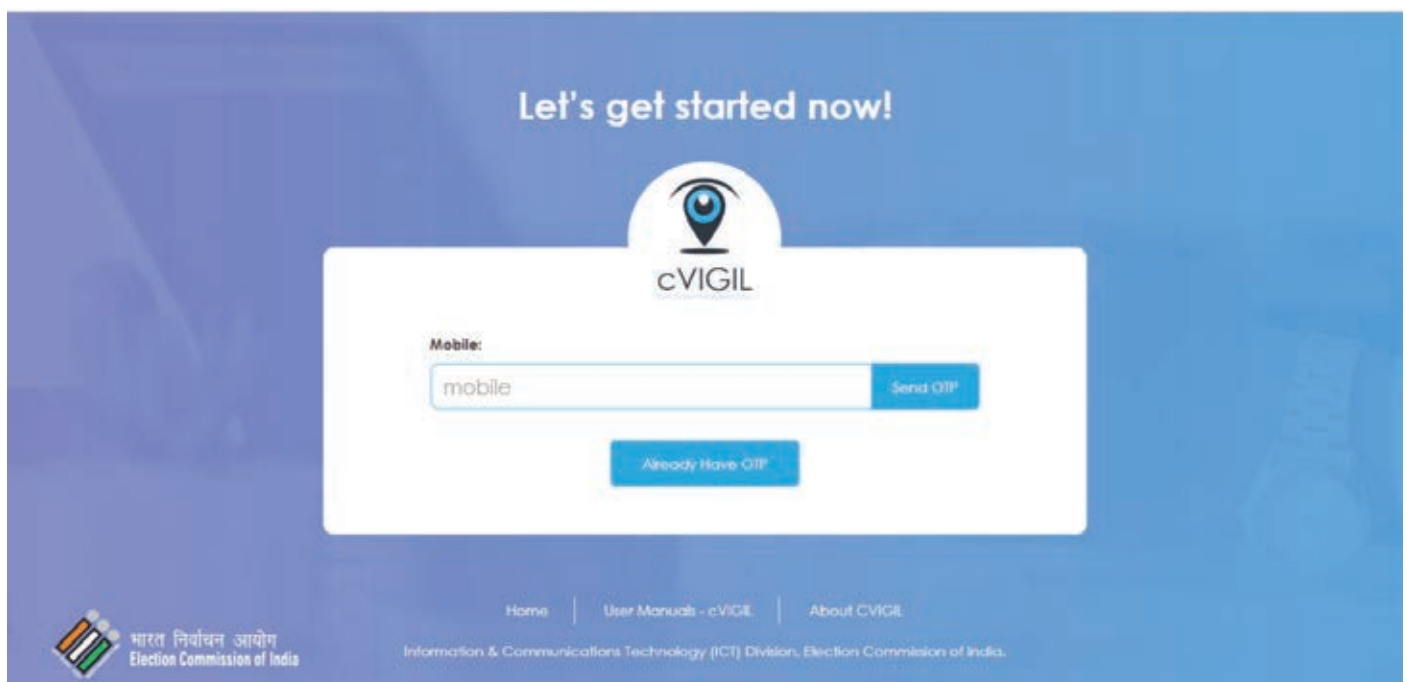 Let's get started now!
cVIGIL
Mobile:
mobile
Send OTP
Already Have OTP
Home
User Manuals - cVIGIL
About CVIGIL
भारत निर्वाचन आयोग
Election Commission of India
Information & Communications Technology (ICT) Division, Election Commission of India.